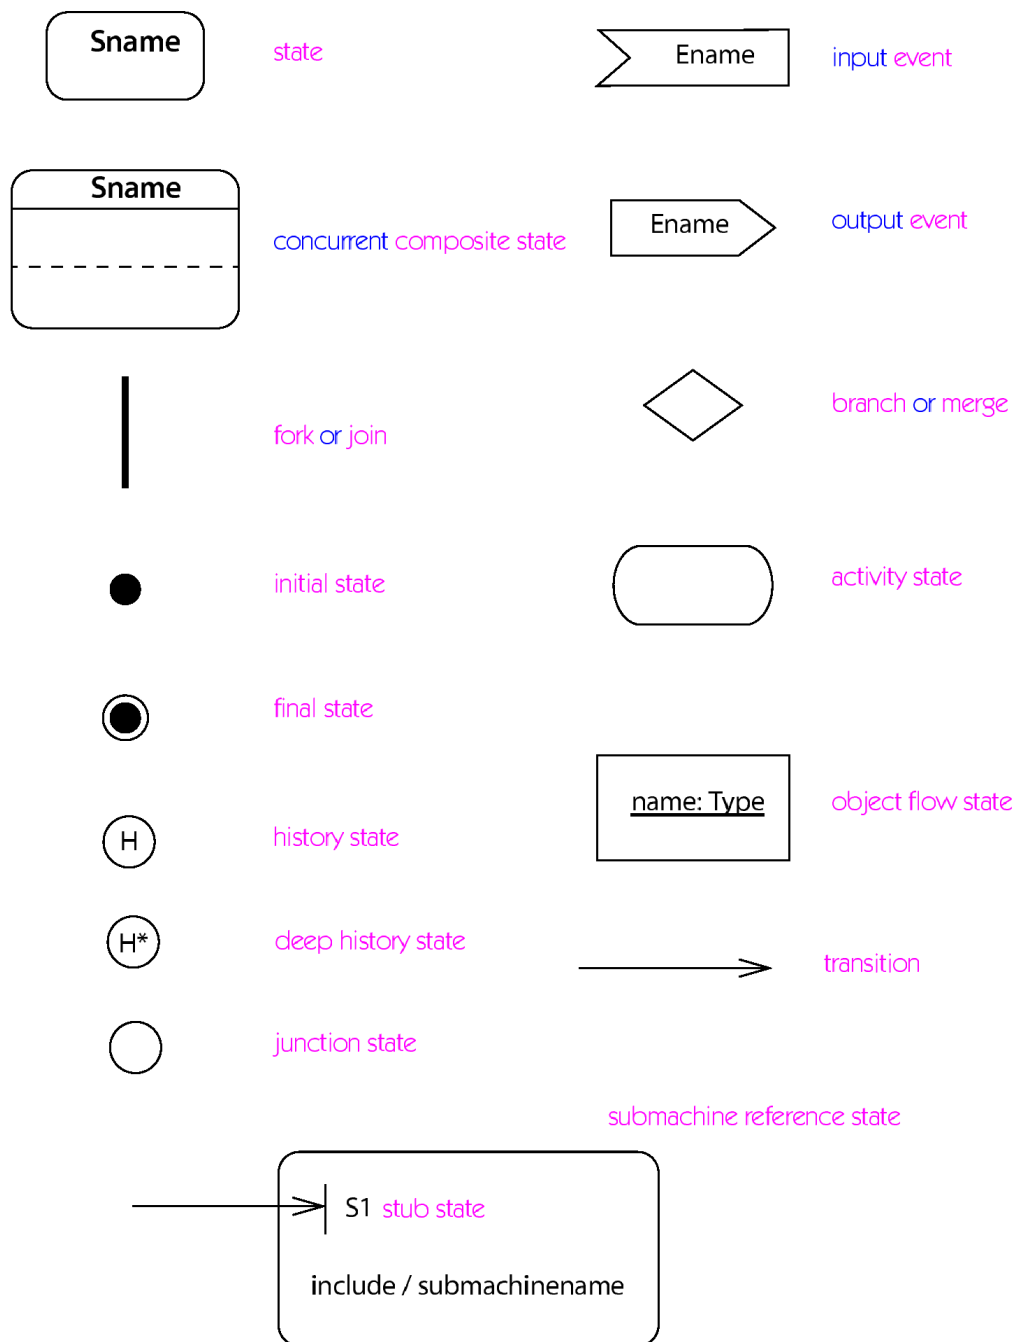 Sname
state
Ename
input event
Sname
concurrent composite state
Ename
output event
fork or join
branch or merge
initial state
activity state
final state
name: Type
object flow state
H
history state
H*
deep history state
transition
junction state
submachine reference state
S1 stub state
include / submachinename